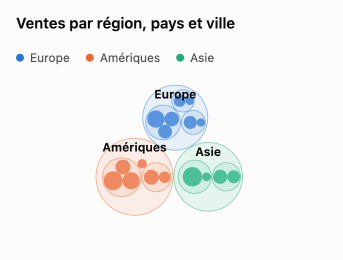 Ventes par région, pays et ville
Europe
Amériques
Asie
Europe
Amériques
Asie